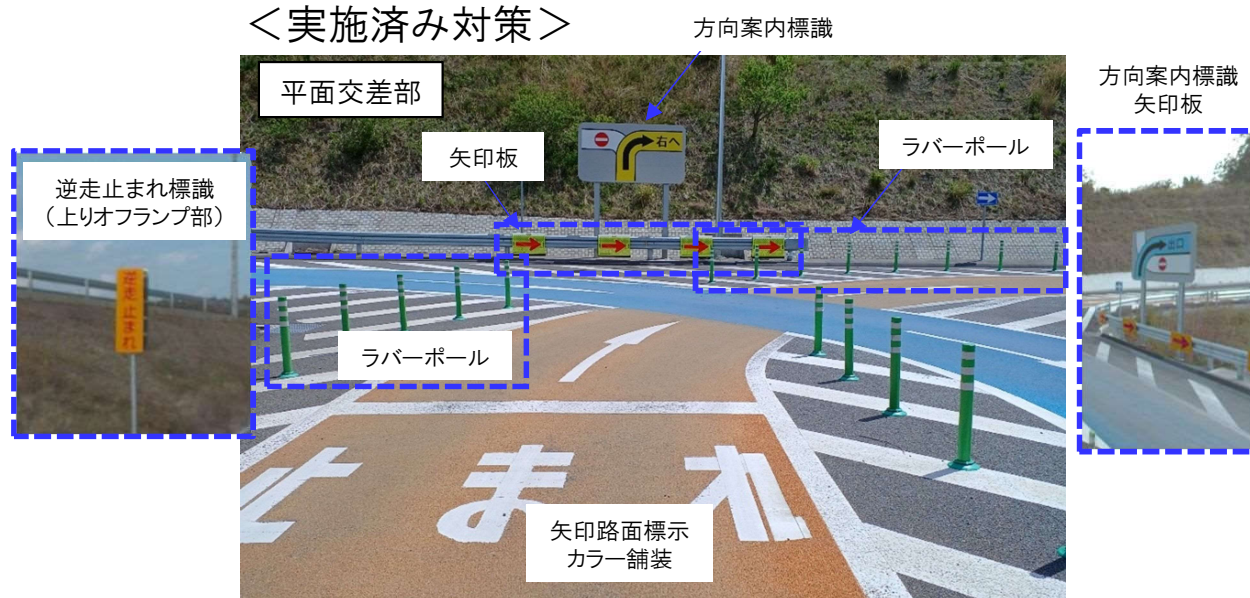 ＜実施済み対策＞
方向案内標識
平面交差部
方向案内標識
矢印板
矢印板
ラバーポール
右へ
逆走止まれ標識
（上りオフランプ部）
出口
逆走止まれ
ラバーポール
止まれ
矢印路面標示
カラー舗装